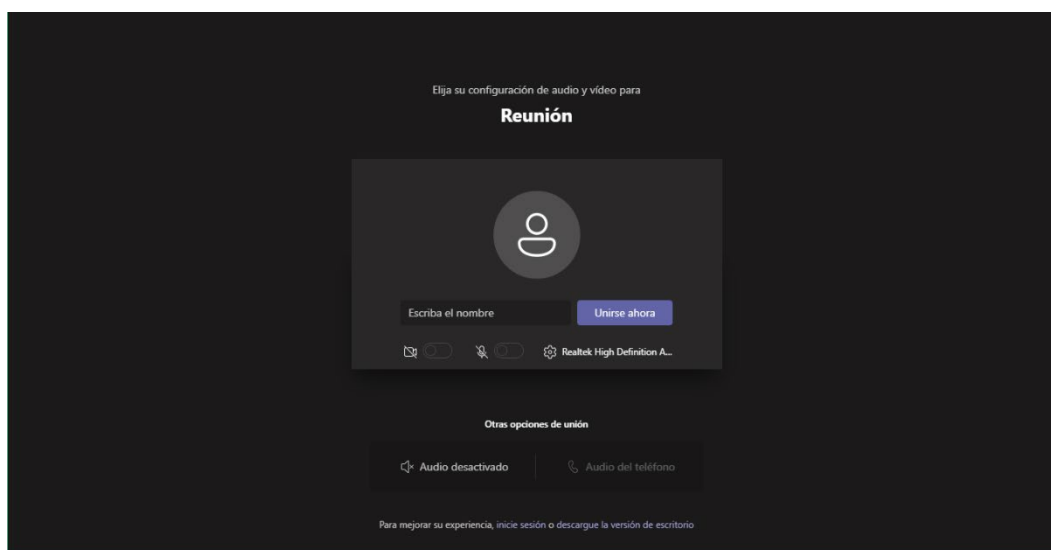 Elija su configuración de audio y vídeo para
Reunión
Escriba el nombre
Unirse ahora
Realtek High Definition A...
Otras opciones de unión
Audio desactivado
Audio del teléfono
Para mejorar su experiencia, inicie sesión o descargue la versión de escritorio